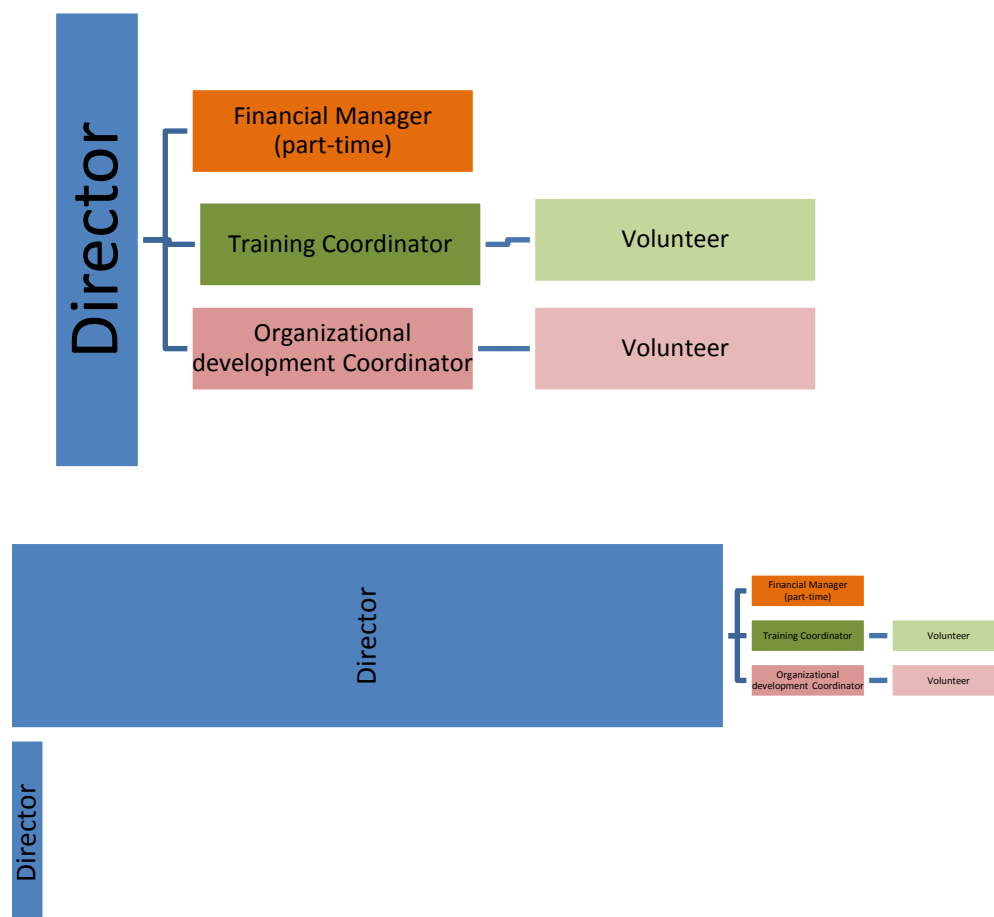 Director
Financial Manager
(part-time)
Training Coordinator
Volunteer
Organizational
development Coordinator
Volunteer
Director
Financial Manager
(part-time)
Training Coordinator
Volunteer
Organizational
development Coordinator
Volunteer
Director